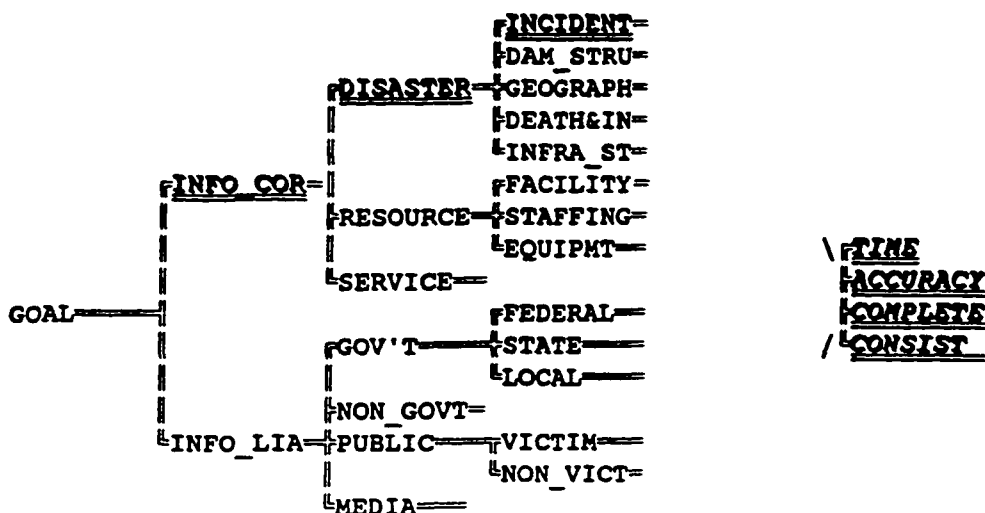 INCIDENT
DAM_STRU
DISASTER GEOGRAPH
DEATH&IN
INFRA_ST
INFO_COR FACILITY
RESOURCE STAFFING
EQUIPMT \ TIME
SERVICE ACCURACY
GOAL FEDERAL COMPLETE
GOV'T STATE / CONSIST
LOCAL
NON_GOVT
INFO_LIA PUBLIC VICTIM
NON_VICT
MEDIA